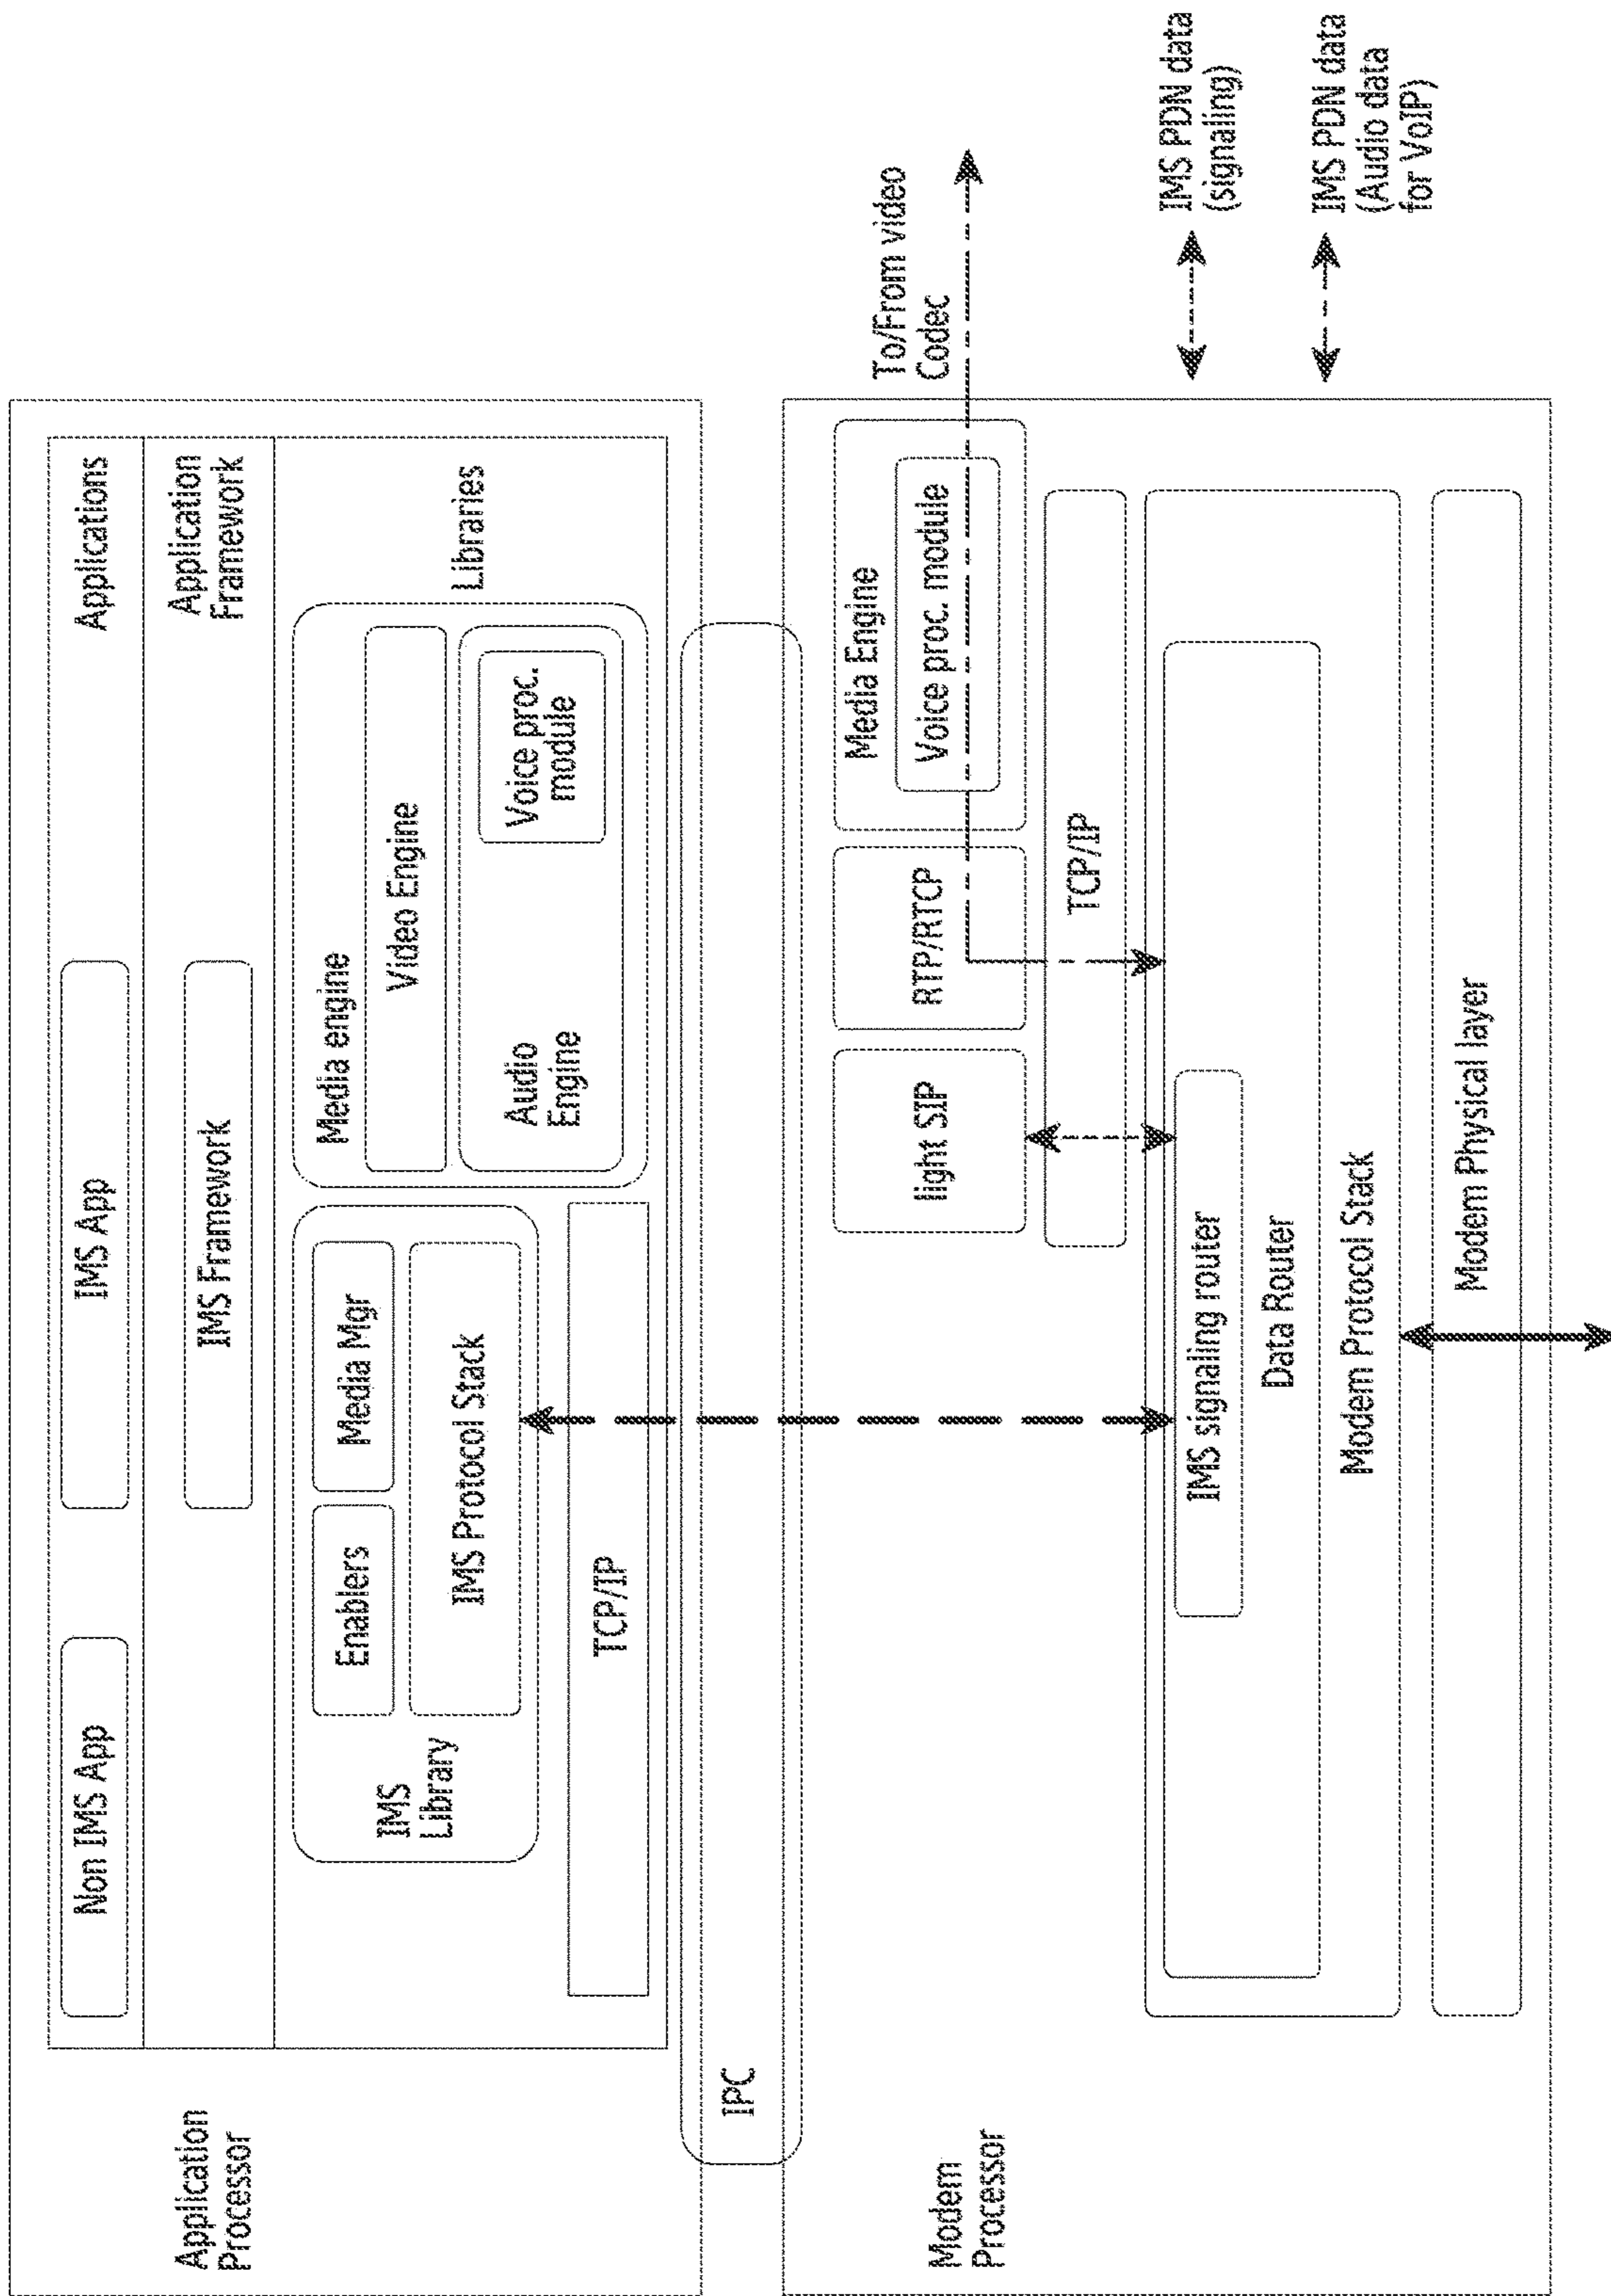 Application
Processor
Non IMS App
IMS App
Applications
IMS Framework
Application
Framework
IMS
Library
Enablers
Media Mgr
IMS Protocol Stack
TCP/IP
Media engine
Video Engine
Audio
Engine
Voice proc.
module
Libraries
IPC
Modem
Processor
light SIP
RTP/RTCP
Media Engine
Voice proc. module
To/From video
Codec
TCP/IP
IMS signaling router
Data Router
Modem Protocol Stack
Modem Physical layer
IMS PDN data
(signaling)
IMS PDN data
(Audio data
for VoIP)